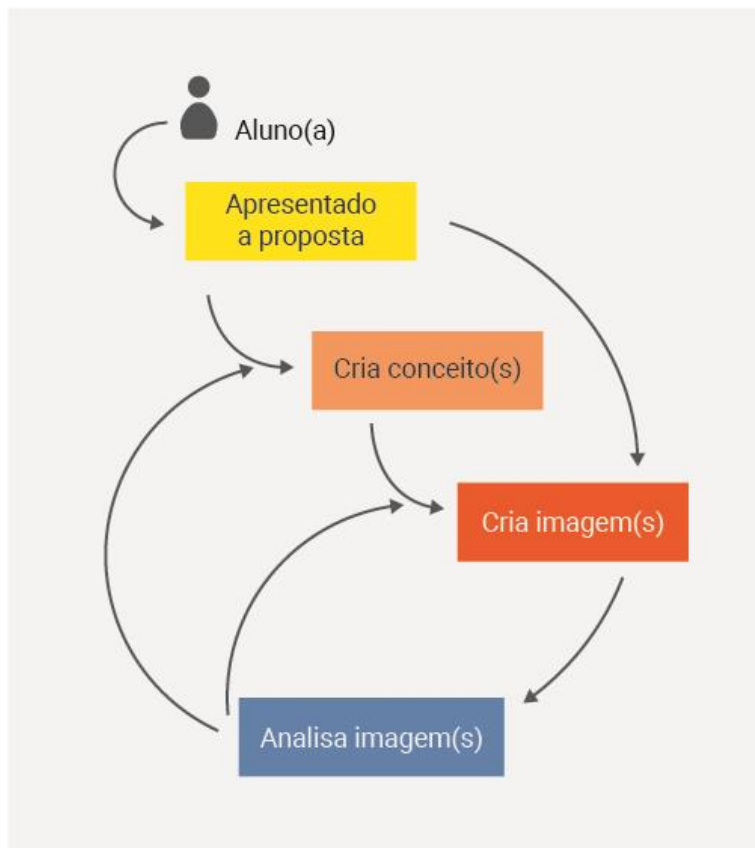 Aluno(a)
Apresentado
a proposta
Cria conceito(s)
Cria imagem(s)
Analisa imagem(s)